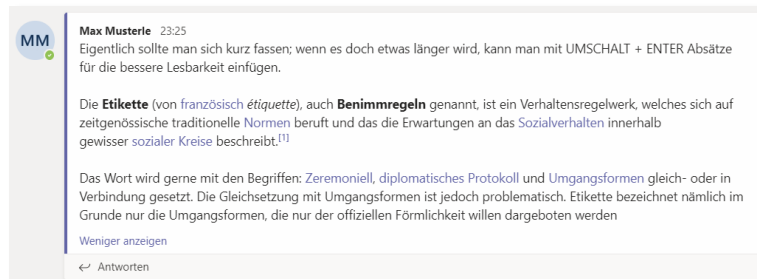 MM
Max Musterle 23:25
Eigentlich sollte man sich kurz fassen; wenn es doch etwas länger wird, kann man mit UMSCHALT + ENTER Absätze
für die bessere Lesbarkeit einfügen.
Die Etikette (von französisch étiquette), auch Benimmregeln genannt, ist ein Verhaltensregelwerk, welches sich auf
zeitgenössische traditionelle Normen beruft und das die Erwartungen an das Sozialverhalten innerhalb
gewisser sozialer Kreise beschreibt.[1]
Das Wort wird gerne mit den Begriffen: Zeremoniell, diplomatisches Protokoll und Umgangsformen gleich- oder in
Verbindung gesetzt. Die Gleichsetzung mit Umgangsformen ist jedoch problematisch. Etikette bezeichnet nämlich im
Grunde nur die Umgangsformen, die nur der offiziellen Förmlichkeit willen dargeboten werden
Weniger anzeigen
Antworten